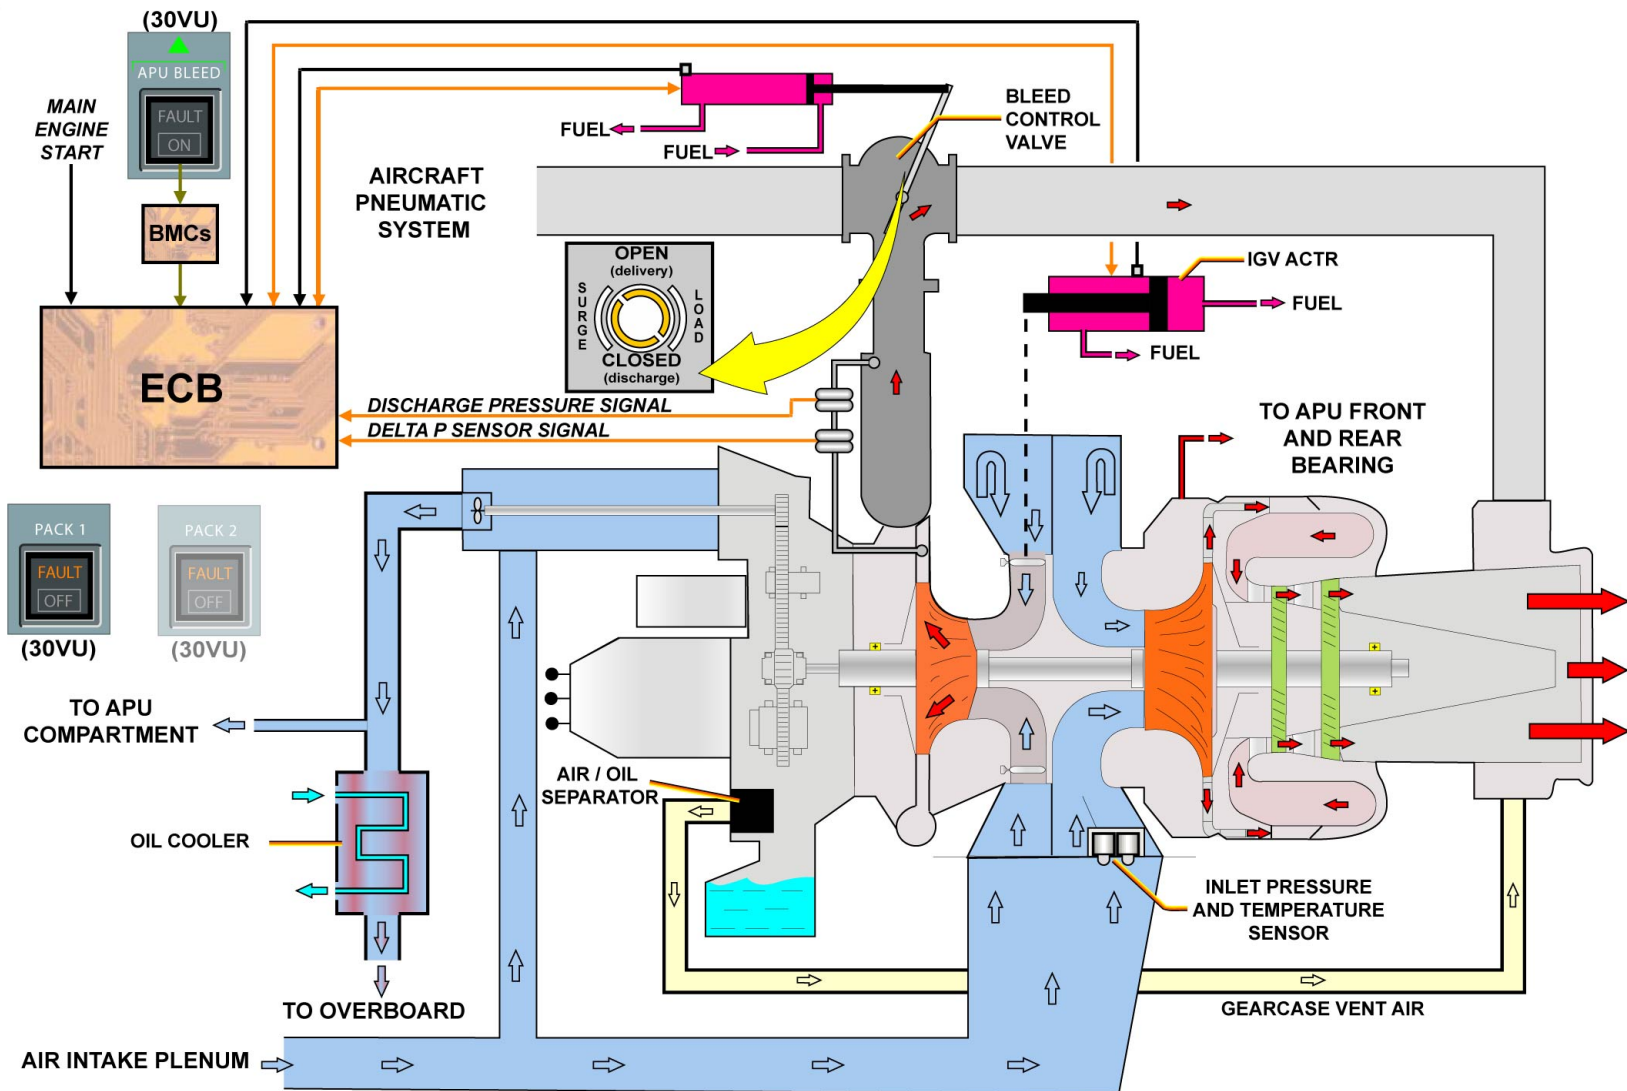 (30VU)
APU BLEED
FAULT
ON
MAIN
ENGINE
START
BMCs
ECB
AIRCRAFT
PNEUMATIC
SYSTEM
FUEL
FUEL
BLEED
CONTROL
VALVE
OPEN
(delivery)
SURGE
LOAD
CLOSED
(discharge)
IGV ACTR
FUEL
FUEL
DISCHARGE PRESSURE SIGNAL
DELTA P SENSOR SIGNAL
TO APU FRONT
AND REAR
BEARING
PACK 1
FAULT
OFF
(30VU)
PACK 2
FAULT
OFF
(30VU)
TO APU
COMPARTMENT
AIR / OIL
SEPARATOR
OIL COOLER
INLET PRESSURE
AND TEMPERATURE
SENSOR
TO OVERBOARD
GEARCASE VENT AIR
AIR INTAKE PLENUM